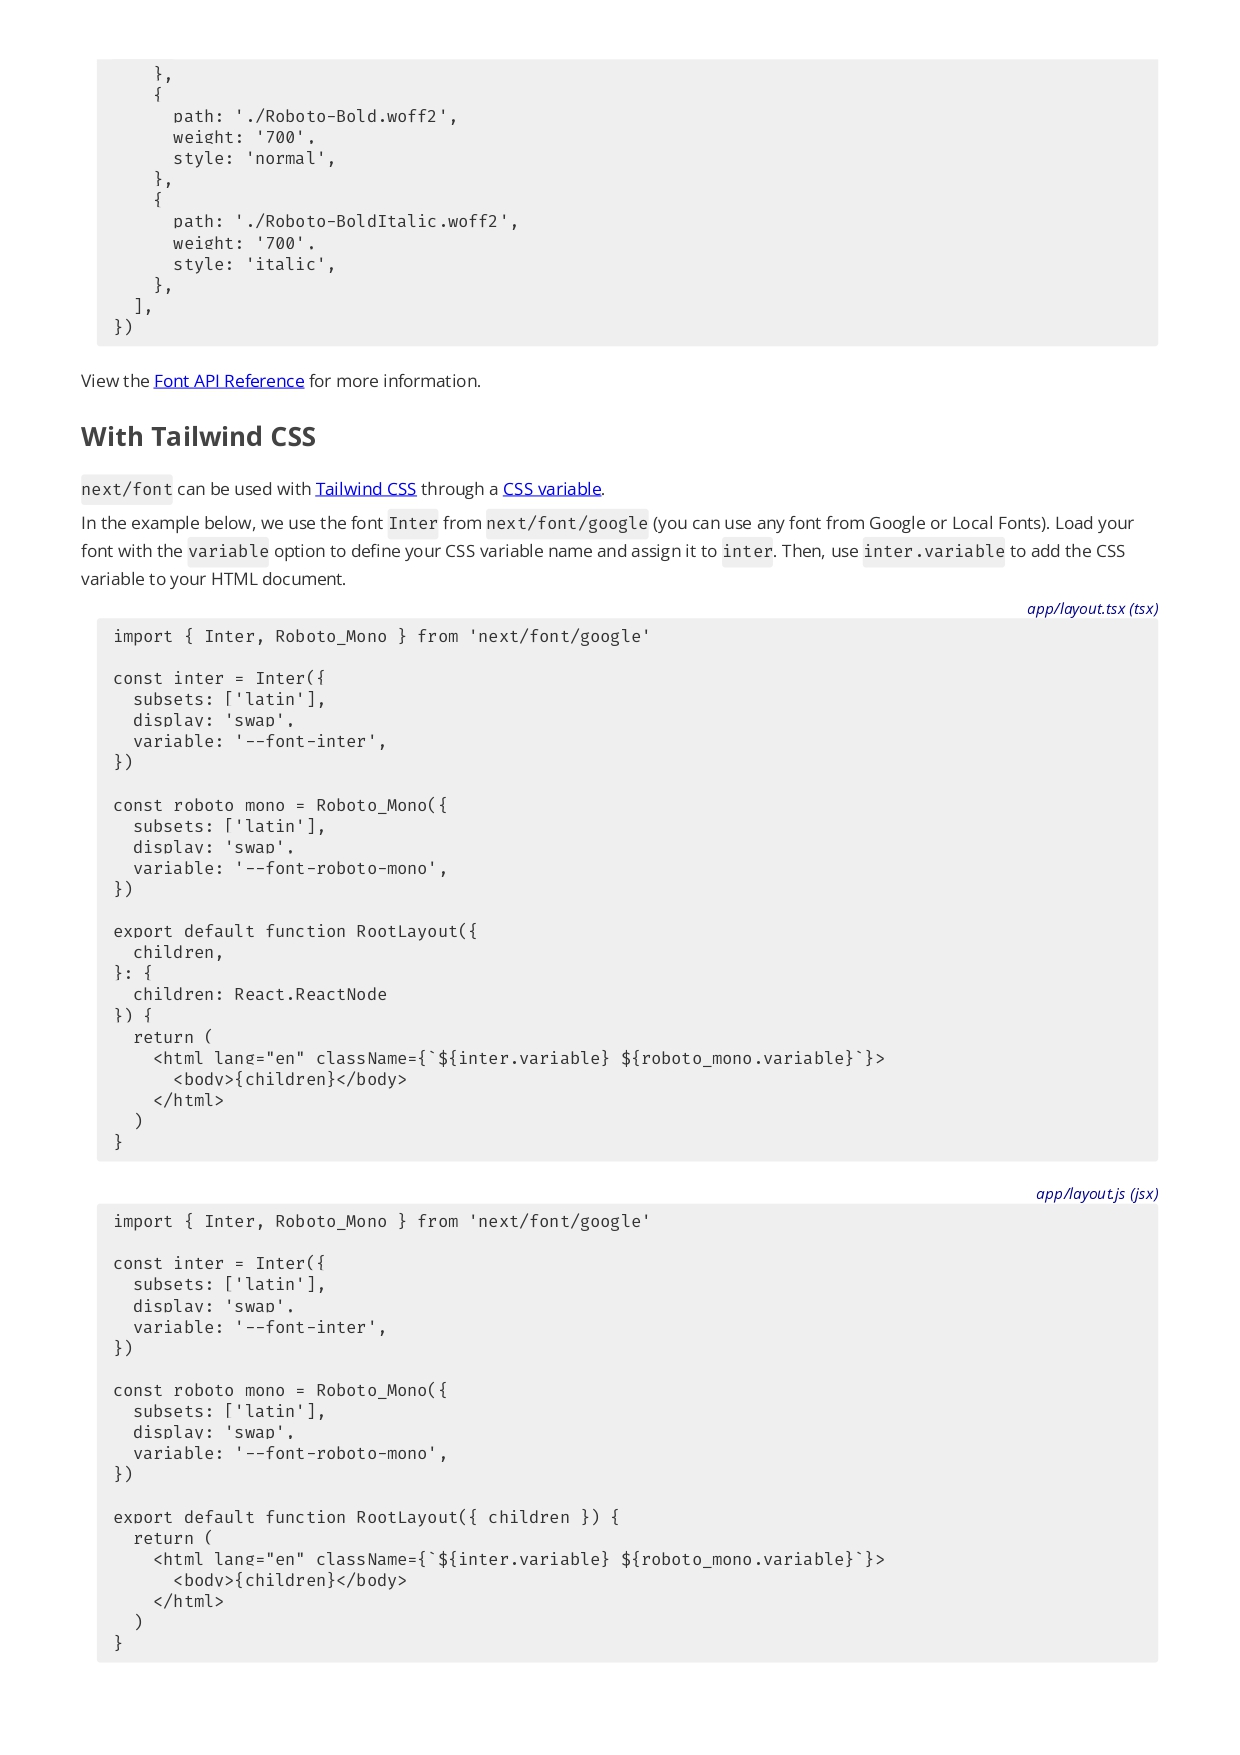 },
    {
      path: './Roboto-Bold.woff2',
      weight: '700',
      style: 'normal',
    },
    {
      path: './Roboto-BoldItalic.woff2',
      weight: '700',
      style: 'italic',
    },
  ],
})
View the Font API Reference for more information.
With Tailwind CSS
next/font can be used with Tailwind CSS through a CSS variable.
In the example below, we use the font Inter from next/font/google (you can use any font from Google or Local Fonts). Load your
font with the variable option to define your CSS variable name and assign it to inter. Then, use inter.variable to add the CSS
variable to your HTML document.
app/layout.tsx (tsx)
import { Inter, Roboto_Mono } from 'next/font/google'

const inter = Inter({
  subsets: ['latin'],
  display: 'swap',
  variable: '--font-inter',
})

const roboto_mono = Roboto_Mono({
  subsets: ['latin'],
  display: 'swap',
  variable: '--font-roboto-mono',
})

export default function RootLayout({
  children,
}: {
  children: React.ReactNode
}) {
  return (
    <html lang="en" className={`${inter.variable} ${roboto_mono.variable}`}>
      <body>{children}</body>
    </html>
  )
}
app/layout.js (jsx)
import { Inter, Roboto_Mono } from 'next/font/google'

const inter = Inter({
  subsets: ['latin'],
  display: 'swap',
  variable: '--font-inter',
})

const roboto_mono = Roboto_Mono({
  subsets: ['latin'],
  display: 'swap',
  variable: '--font-roboto-mono',
})

export default function RootLayout({ children }) {
  return (
    <html lang="en" className={`${inter.variable} ${roboto_mono.variable}`}>
      <body>{children}</body>
    </html>
  )
}